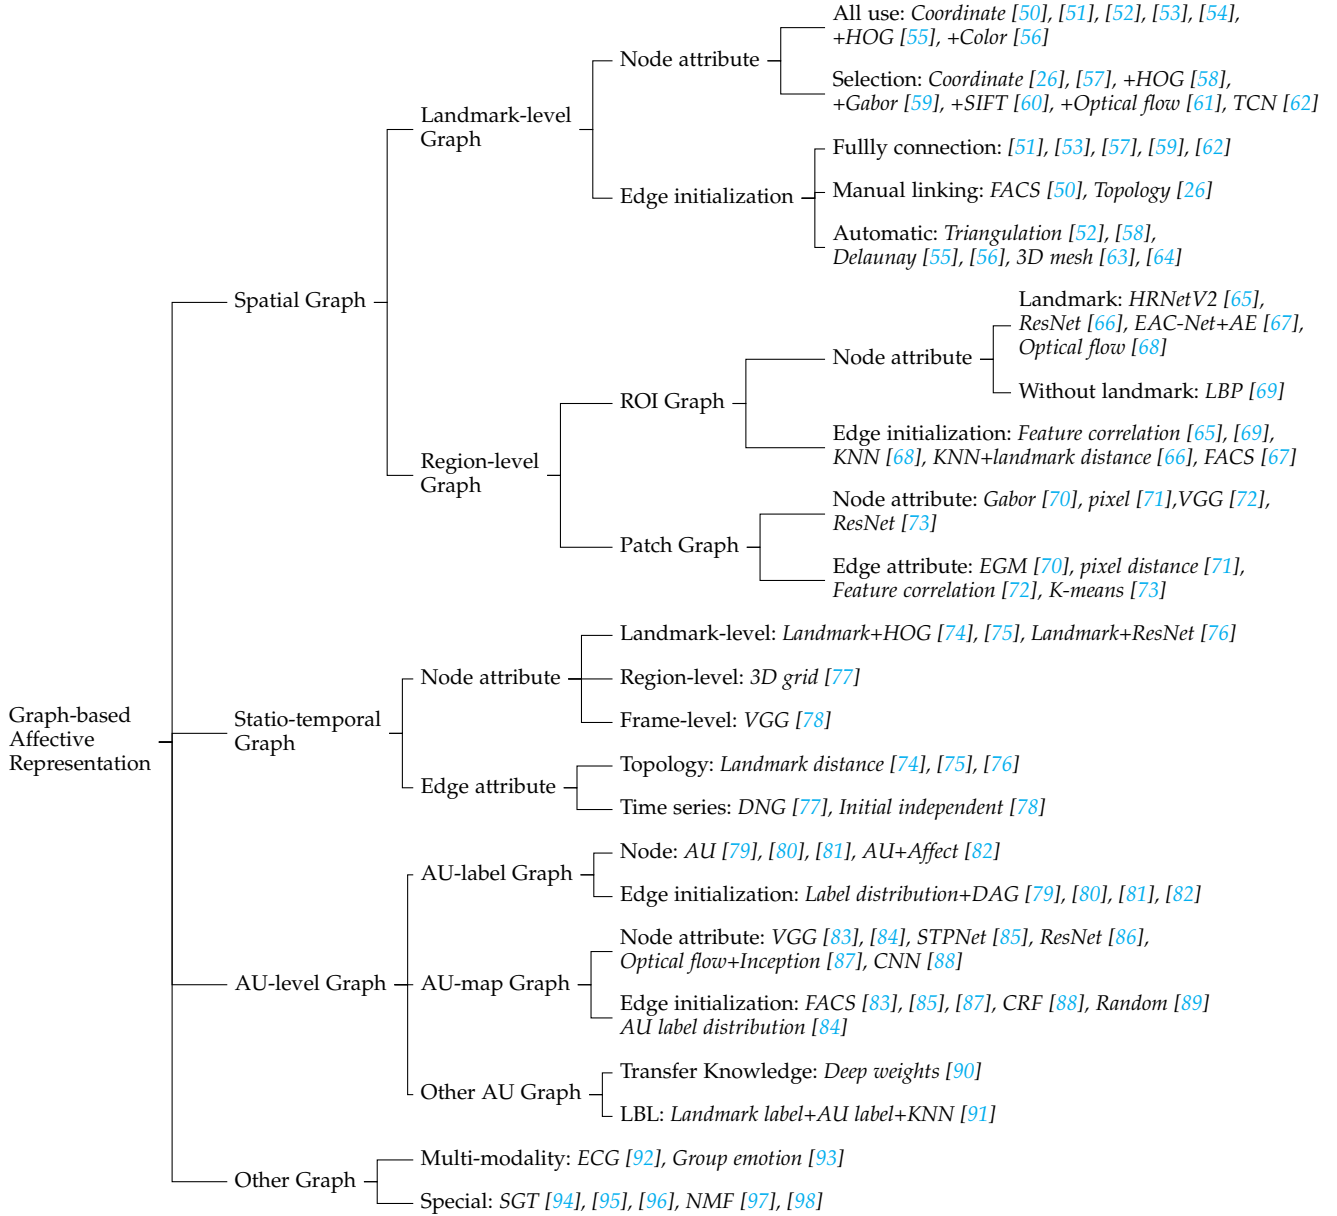 All use: Coordinate [50], [51], [52], [53], [54],
+HOG [55], +Color [56]
Node attribute
Selection: Coordinate [26], [57], +HOG [58],
+Gabor [59], +SIFT [60], +Optical flow [61], TCN [62]
Landmark-level
Graph
Fullly connection: [51], [53], [57], [59], [62]
Edge initialization
Manual linking: FACS [50], Topology [26]
Automatic: Triangulation [52], [58],
Delaunay [55], [56], 3D mesh [63], [64]
Spatial Graph
Landmark: HRNetV2 [65],
ResNet [66], EAC-Net+AE [67],
Optical flow [68]
Node attribute
Without landmark: LBP [69]
ROI Graph
Edge initialization: Feature correlation [65], [69],
KNN [68], KNN+landmark distance [66], FACS [67]
Region-level
Graph
Node attribute: Gabor [70], pixel [71],VGG [72],
ResNet [73]
Patch Graph
Edge attribute: EGM [70], pixel distance [71],
Feature correlation [72], K-means [73]
Landmark-level: Landmark+HOG [74], [75], Landmark+ResNet [76]
Node attribute
Region-level: 3D grid [77]
Frame-level: VGG [78]
Graph-based
Affective
Representation
Statio-temporal
Graph
Topology: Landmark distance [74], [75], [76]
Edge attribute
Time series: DNG [77], Initial independent [78]
Node: AU [79], [80], [81], AU+Affect [82]
AU-label Graph
Edge initialization: Label distribution+DAG [79], [80], [81], [82]
Node attribute: VGG [83], [84], STPNet [85], ResNet [86],
Optical flow+Inception [87], CNN [88]
AU-level Graph
AU-map Graph
Edge initialization: FACS [83], [85], [87], CRF [88], Random [89]
AU label distribution [84]
Transfer Knowledge: Deep weights [90]
Other AU Graph
LBL: Landmark label+AU label+KNN [91]
Multi-modality: ECG [92], Group emotion [93]
Other Graph
Special: SGT [94], [95], [96], NMF [97], [98]